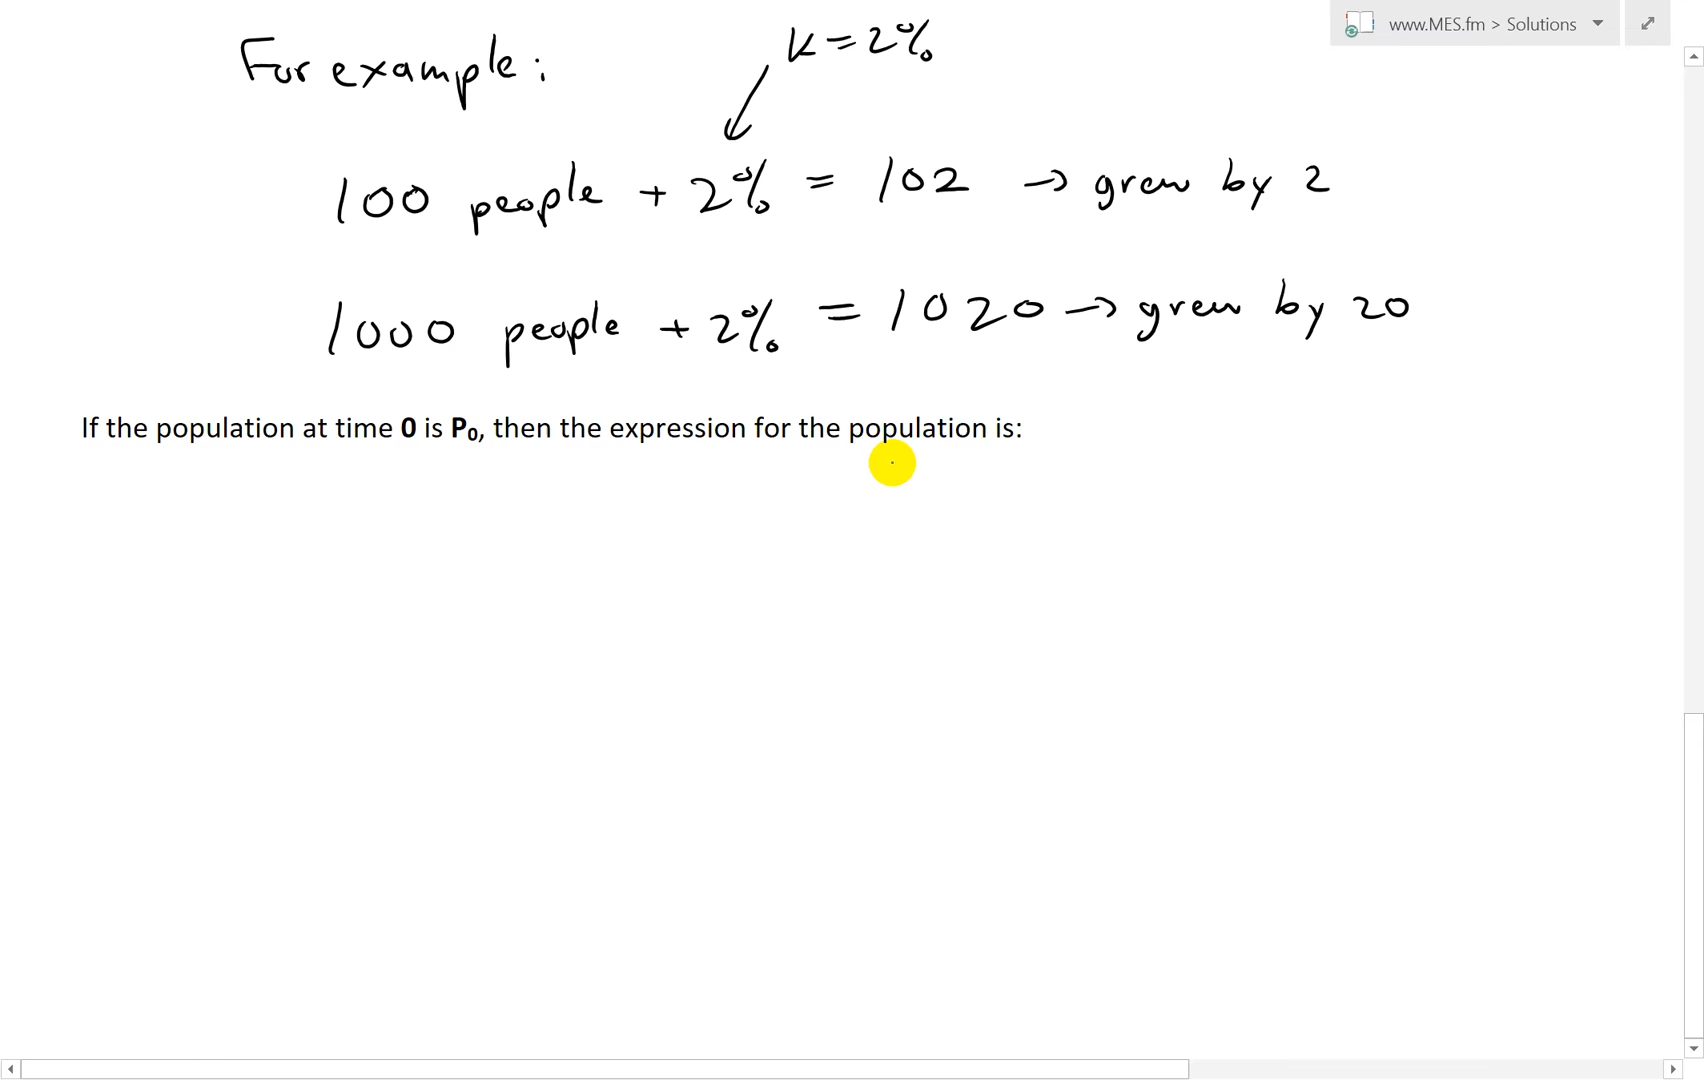 www.MES.fm > Solutions
For example:
K = 2%
100 people + 2% = 102 → grew by 2
1000 people + 2% = 1020 → grew by 20
If the population at time 0 is P₀, then the expression for the population is: